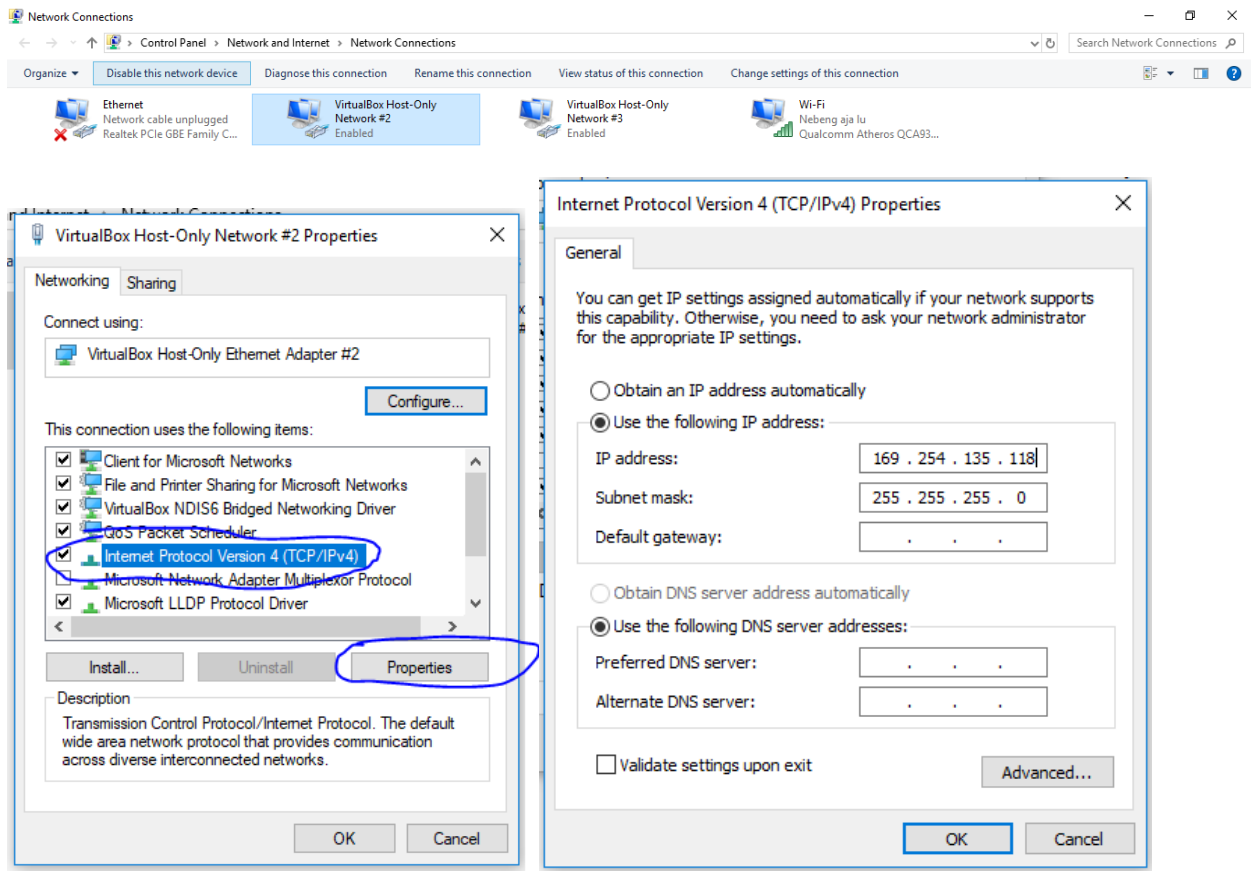 Network Connections
Control Panel > Network and Internet > Network Connections
Search Network Connections
Organize
Disable this network device
Diagnose this connection
Rename this connection
View status of this connection
Change settings of this connection
Ethernet
Network cable unplugged
Realtek PCIe GBE Family C...
VirtualBox Host-Only
Network #2
Enabled
VirtualBox Host-Only
Network #3
Enabled
Wi-Fi
Nebeng aja lu
Qualcomm Atheros QCA93...
VirtualBox Host-Only Network #2 Properties
Networking
Sharing
Connect using:
VirtualBox Host-Only Ethernet Adapter #2
Configure...
This connection uses the following items:
Client for Microsoft Networks
File and Printer Sharing for Microsoft Networks
VirtualBox NDIS6 Bridged Networking Driver
QoS Packet Scheduler
Internet Protocol Version 4 (TCP/IPv4)
Microsoft Network Adapter Multiplexor Protocol
Microsoft LLDP Protocol Driver
Install...
Uninstall
Properties
Description
Transmission Control Protocol/Internet Protocol. The default
wide area network protocol that provides communication
across diverse interconnected networks.
OK
Cancel
Internet Protocol Version 4 (TCP/IPv4) Properties
General
You can get IP settings assigned automatically if your network supports
this capability. Otherwise, you need to ask your network administrator
for the appropriate IP settings.
Obtain an IP address automatically
Use the following IP address:
IP address:
169 . 254 . 135 . 118
Subnet mask:
255 . 255 . 255 . 0
Default gateway:
. . .
Obtain DNS server address automatically
Use the following DNS server addresses:
Preferred DNS server:
. . .
Alternate DNS server:
. . .
Validate settings upon exit
Advanced...
OK
Cancel